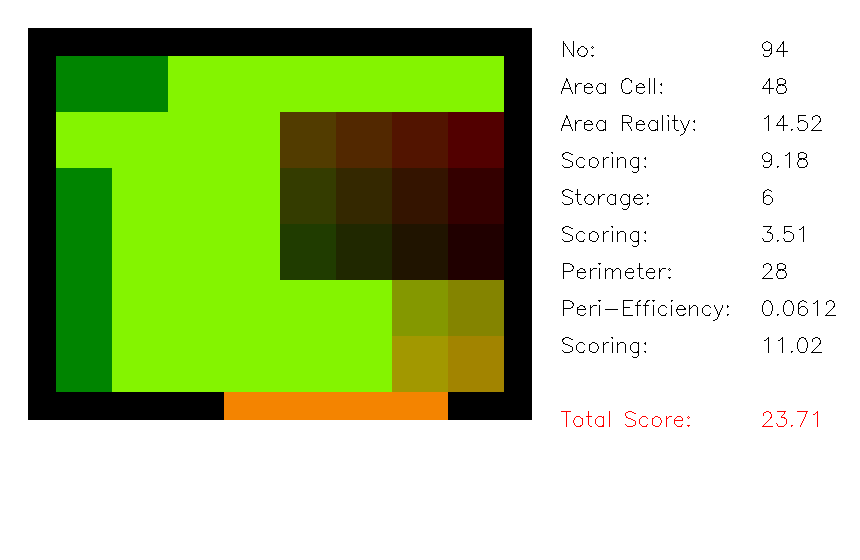 No: 94
Area Cell: 48
Area Reality: 14.52
Scoring: 9.18
Storage: 6
Scoring: 3.51
Perimeter: 28
Peri-Efficiency: 0.0612
Scoring: 11.02
Total Score: 23.71